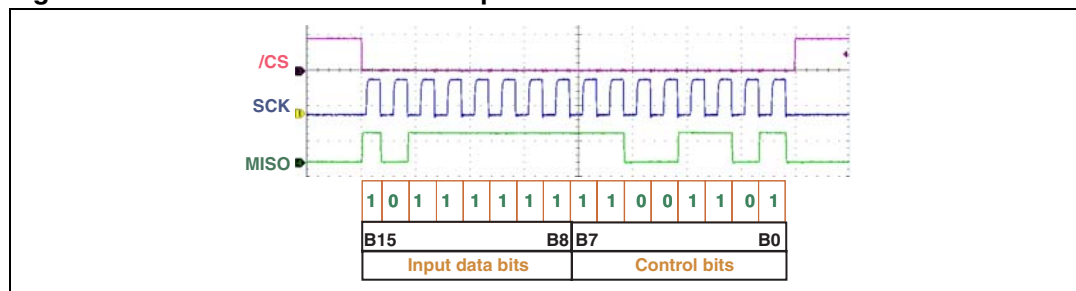 /CS
SCK
MISO
1 0 1 1 1 1 1 1 1 1 0 0 1 1 0 1
B15 B8 B7 B0
Input data bits Control bits